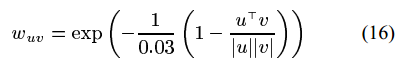 $w_{uv} = \exp\left(-\frac{1}{0.03}\left(1 - \frac{u^\top v}{|u||v|}\right)\right)$ (16)